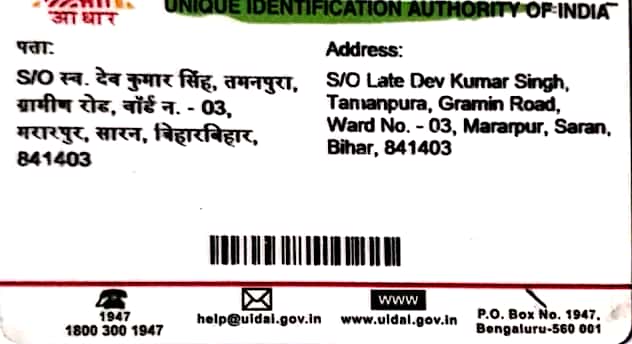 आधार
UNIQUE IDENTIFICATION AUTHORITY OF INDIA
पता:
S/O स्व. देव कुमार सिंह, तमनपुरा,
ग्रामीण रोड, वॉर्ड न. - 03,
मरारपुर, सारन, बिहारबिहार,
841403
Address:
S/O Late Dev Kumar Singh,
Tamanpura, Gramin Road,
Ward No. - 03, Mararpur, Saran,
Bihar, 841403
1947
1800 300 1947
help@uidai.gov.in
www
www.uidai.gov.in
P.O. Box No. 1947,
Bengaluru-560 001